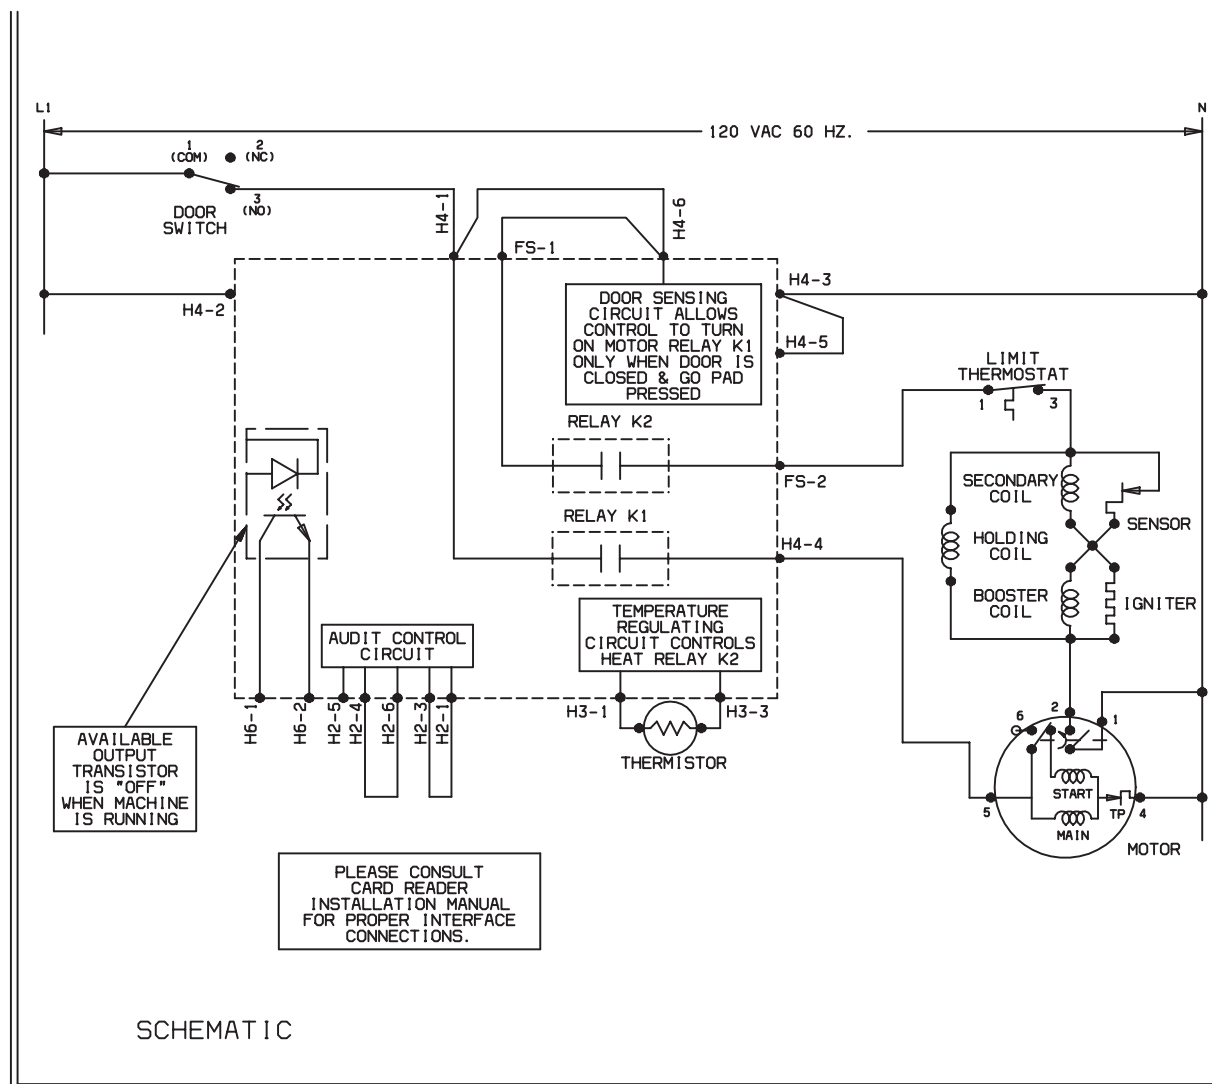 L1
N
120 VAC 60 HZ.
1
(COM)
2
(NC)
3
(NO)
DOOR
SWITCH
H4-1
H4-6
FS-1
H4-2
H4-3
H4-5
DOOR SENSING
CIRCUIT ALLOWS
CONTROL TO TURN
ON MOTOR RELAY K1
ONLY WHEN DOOR IS
CLOSED & GO PAD
PRESSED
LIMIT
THERMOSTAT
1
3
RELAY K2
FS-2
SECONDARY
COIL
SENSOR
RELAY K1
H4-4
HOLDING
COIL
BOOSTER
COIL
IGNITER
TEMPERATURE
REGULATING
CIRCUIT CONTROLS
HEAT RELAY K2
AUDIT CONTROL
CIRCUIT
H6-1
H6-2
H2-5
H2-4
H2-6
H2-3
H2-1
H3-1
H3-3
THERMISTOR
AVAILABLE
OUTPUT
TRANSISTOR
IS "OFF"
WHEN MACHINE
IS RUNNING
6
2
1
START
5
TP
4
MAIN
MOTOR
PLEASE CONSULT
CARD READER
INSTALLATION MANUAL
FOR PROPER INTERFACE
CONNECTIONS.
SCHEMATIC